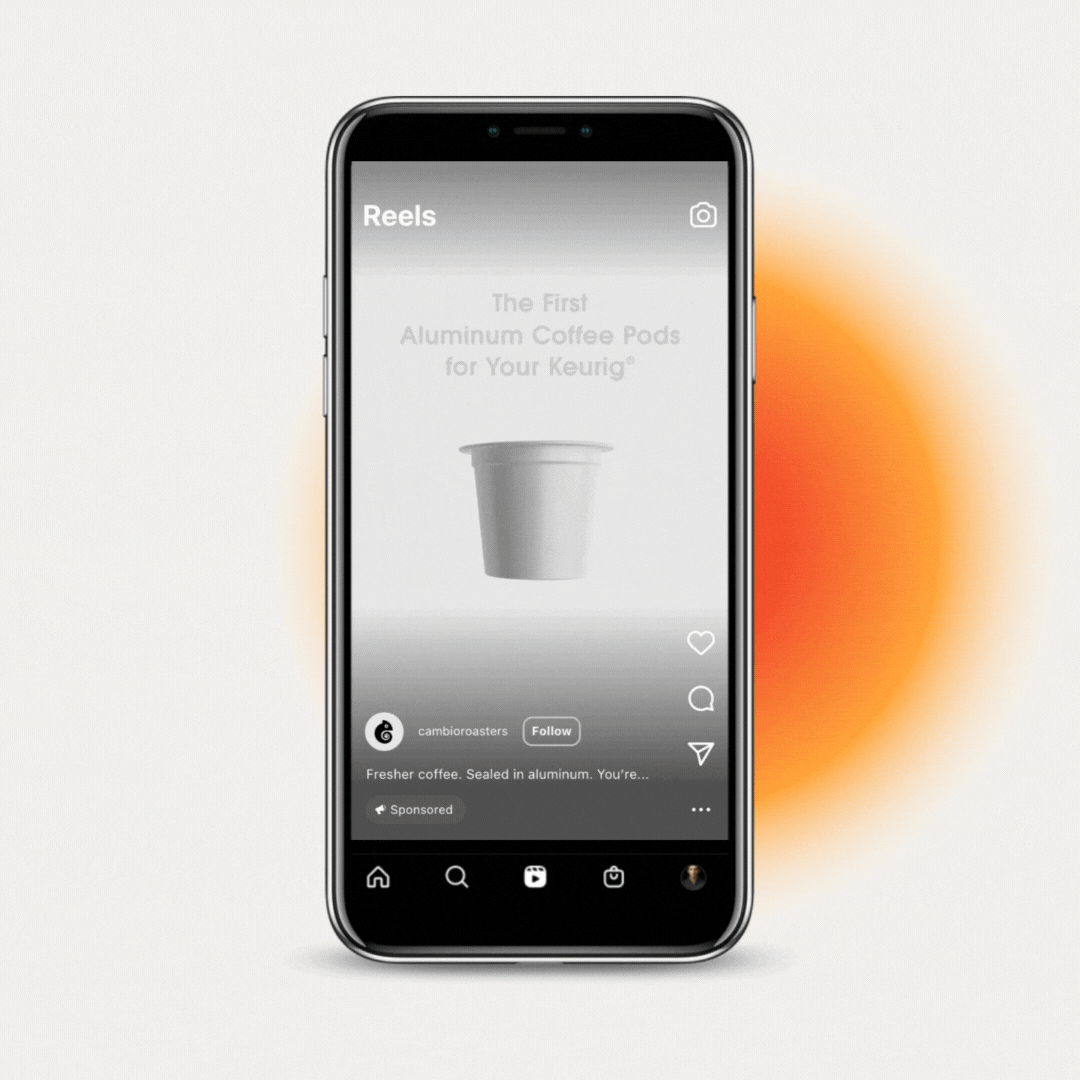 Reels
The First
Aluminum Coffee Pods
for Your Keurig®
cambioroasters
Follow
Fresher coffee. Sealed in aluminum. You're...
Sponsored